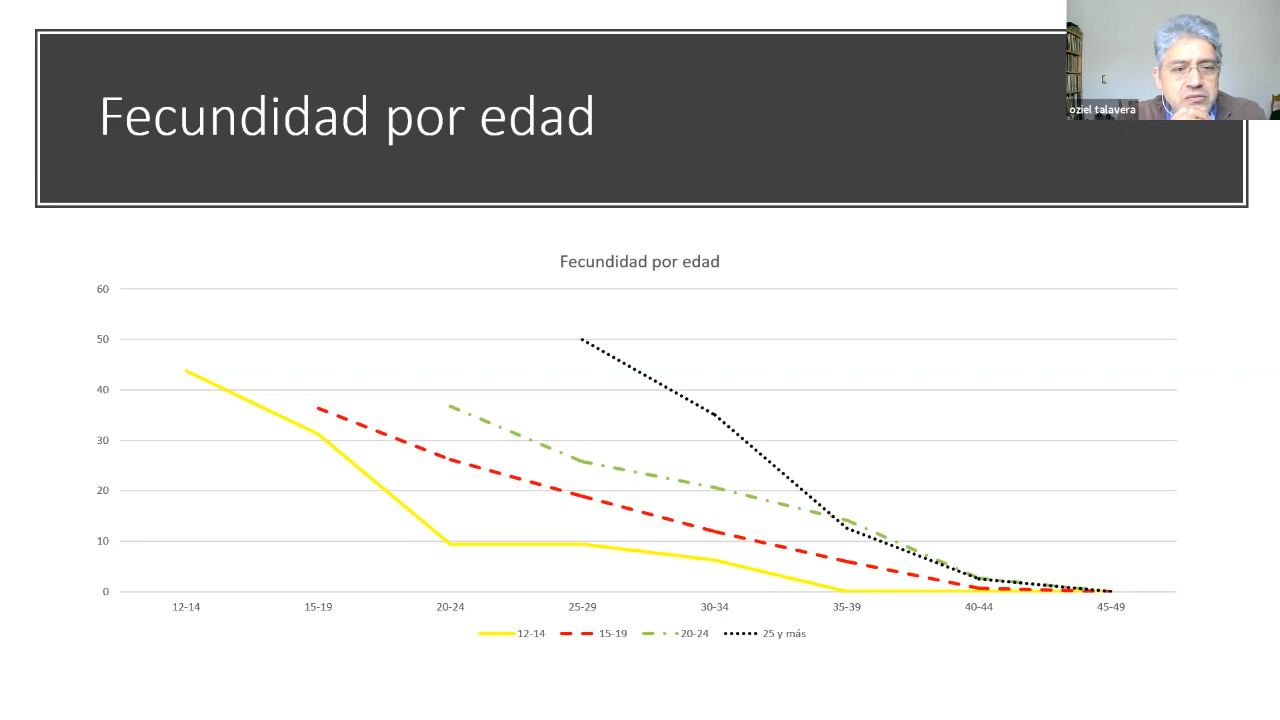 Fecundidad por edad
oziel talavera
Fecundidad por edad
60
50
40
30
20
10
0
12-14 15-19 20-24 25-29 30-34 35-39 40-44 45-49
12-14 15-19 20-24 25 y más